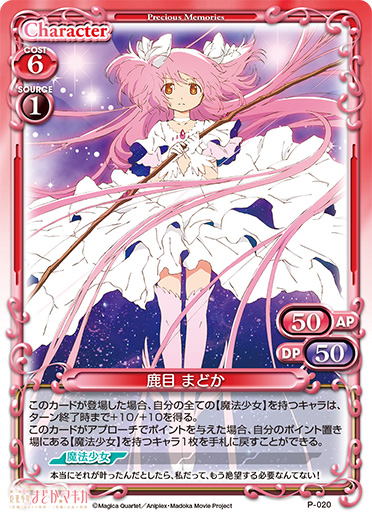 Precious Memories
Character
COST
6
SOURCE
1
50 AP
DP 50
鹿目 まどか
このカードが登場した場合、自分の全ての【魔法少女】を持つキャラは、
ターン終了時まで+10/+10を得る。
このカードがアプローチでポイントを与えた場合、自分のポイント置き
場にある【魔法少女】を持つキャラ1枚を手札に戻すことができる。
魔法少女
本当にそれが叶ったんだとしたら、私だって、もう絶望する必要なんてない!
まどか☆マギカ
©Magica Quartet/Aniplex・Madoka Movie Project
P-020